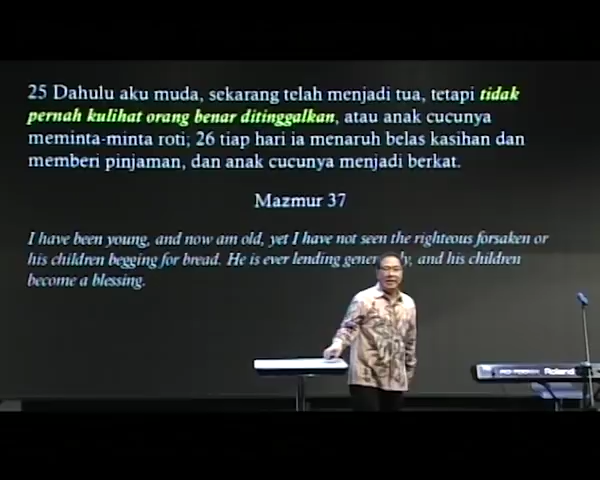 25 Dahulu aku muda, sekarang telah menjadi tua, tetapi tidak
pernah kulihat orang benar ditinggalkan, atau anak cucunya
meminta-minta roti; 26 tiap hari ia menaruh belas kasihan dan
memberi pinjaman, dan anak cucunya menjadi berkat.
Mazmur 37
I have been young, and now am old, yet I have not seen the righteous forsaken or
his children begging for bread. He is ever lending and his children
become a blessing.
Roland